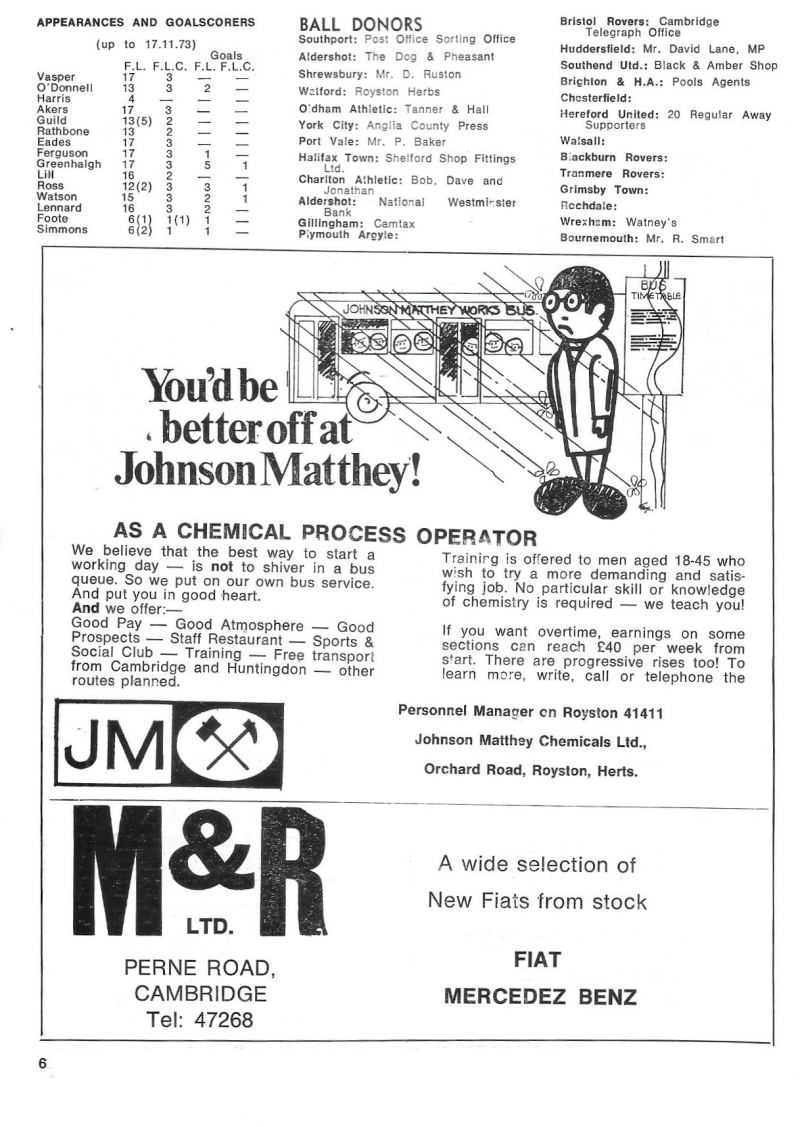 APPEARANCES AND GOALSCORERS
(up to 17.11.73)
Goals
F.L. F.L.C. F.L. F.L.C.
Vasper 17 3 — —
O'Donnell 13 3 2 —
Harris 4 — — —
Akers 17 3 — —
Guild 13(5) 2 — —
Rathbone 13 2 — —
Eades 17 3 — —
Ferguson 17 3 1 —
Greenhalgh 17 3 5 1
Lill 16 2 — —
Ross 12(2) 3 3 1
Watson 15 3 2 1
Lennard 16 3 2 —
Foote 6(1) 1(1) 1 —
Simmons 6(2) 1 1 —
BALL DONORS
Southport: Post Office Sorting Office
Aldershot: The Dog & Pheasant
Shrewsbury: Mr. D. Ruston
Watford: Royston Herbs
O'dham Athletic: Tanner & Hall
York City: Anglia County Press
Port Vale: Mr. P. Baker
Halifax Town: Shelford Shop Fittings
Ltd.
Charlton Athletic: Bob, Dave and
Jonathan
Aldershot: National Westminster
Bank
Gillingham: Camtax
Plymouth Argyle:
Bristol Rovers: Cambridge
Telegraph Office
Huddersfield: Mr. David Lane, MP
Southend Utd.: Black & Amber Shop
Brighton & H.A.: Pools Agents
Chesterfield:
Hereford United: 20 Regular Away
Supporters
Walsall:
Blackburn Rovers:
Tranmere Rovers:
Grimsby Town:
Rochdale:
Wrexham: Watney's
Bournemouth: Mr. R. Smart
JOHNSON MATTHEY WORKS BUS.
BUS
TIMETABLE
You'd be
better off at
Johnson Matthey!
AS A CHEMICAL PROCESS OPERATOR
We believe that the best way to start a
working day — is not to shiver in a bus
queue. So we put on our own bus service.
And put you in good heart.
And we offer:—
Good Pay — Good Atmosphere — Good
Prospects — Staff Restaurant — Sports &
Social Club — Training — Free transport
from Cambridge and Huntingdon — other
routes planned.
Training is offered to men aged 18-45 who
wish to try a more demanding and satis-
fying job. No particular skill or knowledge
of chemistry is required — we teach you!
If you want overtime, earnings on some
sections can reach £40 per week from
start. There are progressive rises too! To
learn more, write, call or telephone the
Personnel Manager on Royston 41411
Johnson Matthey Chemicals Ltd.,
Orchard Road, Royston, Herts.
JM
M&R
LTD.
PERNE ROAD,
CAMBRIDGE
Tel: 47268
A wide selection of
New Fiats from stock
FIAT
MERCEDEZ BENZ
6